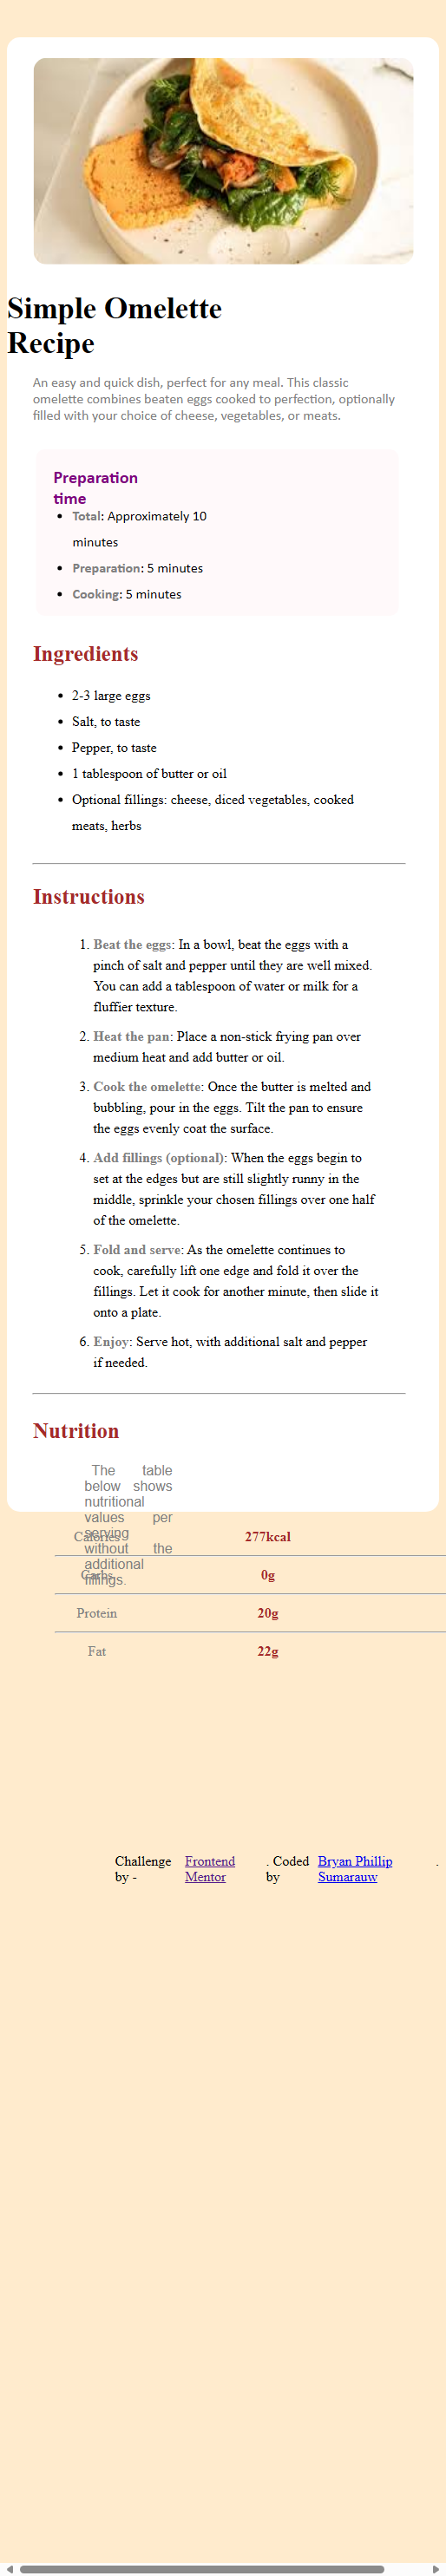 Simple Omelette
Recipe
An easy and quick dish, perfect for any meal. This classic
omelette combines beaten eggs cooked to perfection, optionally
filled with your choice of cheese, vegetables, or meats.
Preparation
time
• Total: Approximately 10
minutes
• Preparation: 5 minutes
• Cooking: 5 minutes
Ingredients
• 2-3 large eggs
• Salt, to taste
• Pepper, to taste
• 1 tablespoon of butter or oil
• Optional fillings: cheese, diced vegetables, cooked
meats, herbs
Instructions
1. Beat the eggs: In a bowl, beat the eggs with a
pinch of salt and pepper until they are well mixed.
You can add a tablespoon of water or milk for a
fluffier texture.
2. Heat the pan: Place a non-stick frying pan over
medium heat and add butter or oil.
3. Cook the omelette: Once the butter is melted and
bubbling, pour in the eggs. Tilt the pan to ensure
the eggs evenly coat the surface.
4. Add fillings (optional): When the eggs begin to
set at the edges but are still slightly runny in the
middle, sprinkle your chosen fillings over one half
of the omelette.
5. Fold and serve: As the omelette continues to
cook, carefully lift one edge and fold it over the
fillings. Let it cook for another minute, then slide it
onto a plate.
6. Enjoy: Serve hot, with additional salt and pepper
if needed.
Nutrition
The table
below shows
nutritional
values per
serving
without the
additional
fillings.
Calories 277kcal
Carbs 0g
Protein 20g
Fat 22g
Challenge by - Frontend Mentor . Coded by Bryan Phillip Sumarauw .